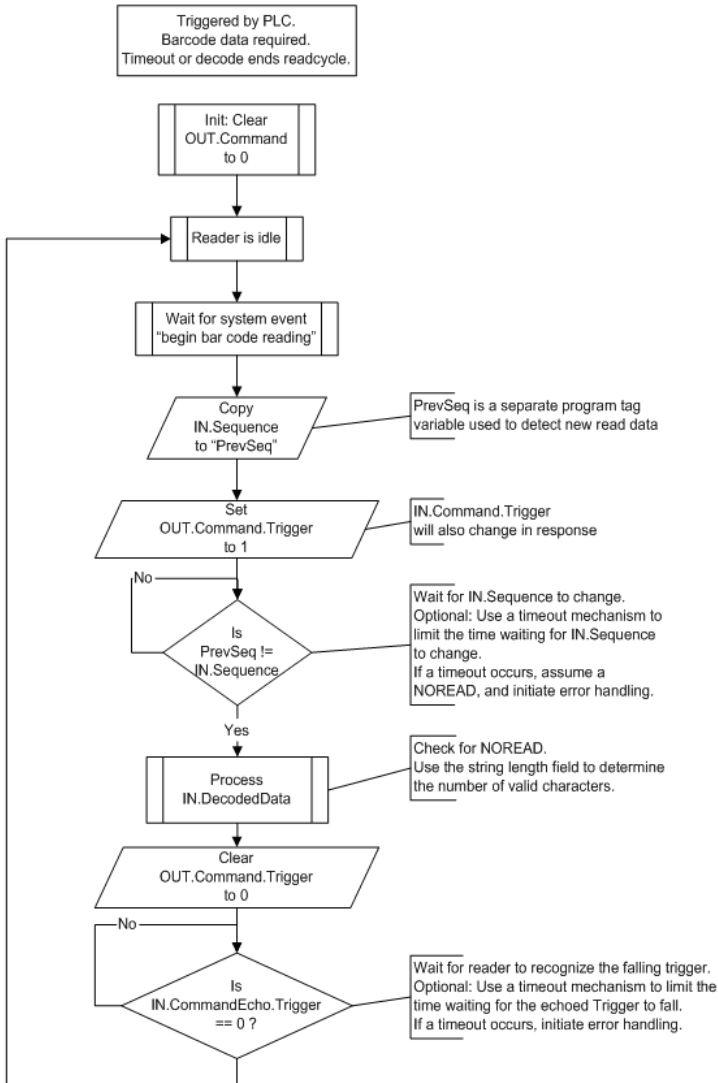 Triggered by PLC.
Barcode data required.
Timeout or decode ends readcycle.
Init: Clear
OUT.Command
to 0
Reader is idle
Wait for system event
“begin bar code reading”
Copy
IN.Sequence
to “PrevSeq”
PrevSeq is a separate program tag
variable used to detect new read data
Set
OUT.Command.Trigger
to 1
IN.Command.Trigger
will also change in response
No
Is
PrevSeq !=
IN.Sequence
Wait for IN.Sequence to change.
Optional: Use a timeout mechanism to
limit the time waiting for IN.Sequence
to change.
If a timeout occurs, assume a
NOREAD, and initiate error handling.
Yes
Process
IN.DecodedData
Check for NOREAD.
Use the string length field to determine
the number of valid characters.
Clear
OUT.Command.Trigger
to 0
No
Is
IN.CommandEcho.Trigger
== 0 ?
Wait for reader to recognize the falling trigger.
Optional: Use a timeout mechanism to limit the
time waiting for the echoed Trigger to fall.
If a timeout occurs, initiate error handling.